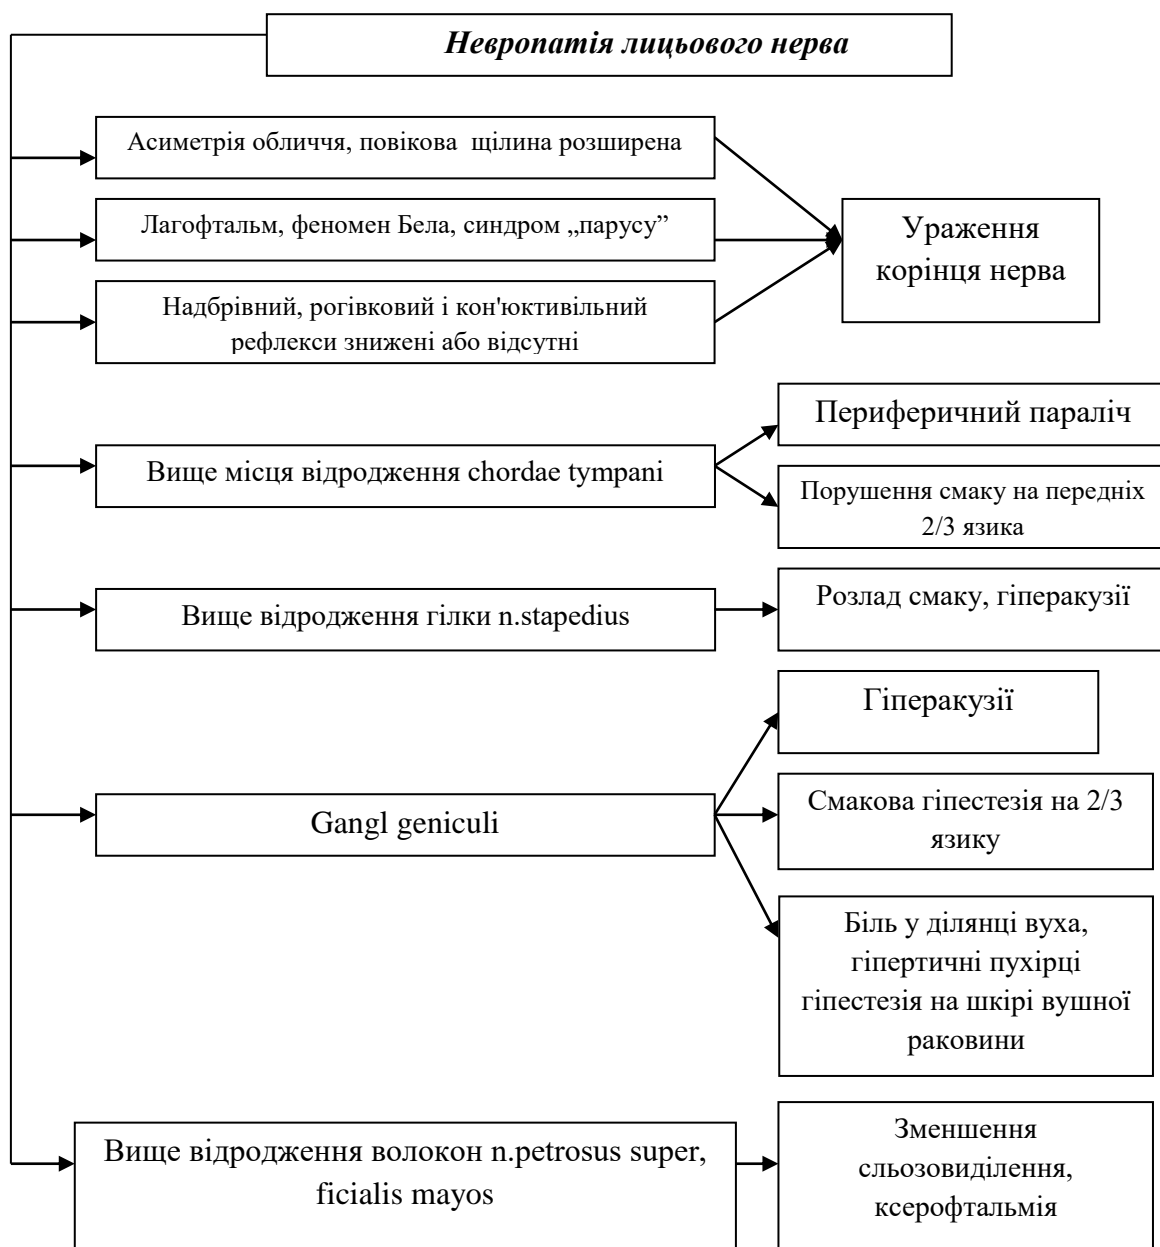 Невропатія лицьового нерва
Асиметрія обличчя, повікова щілина розширена
Лагофтальм, феномен Бела, синдром „парусу”
Надбрівний, рогівковий і кон'юктивільний
рефлекси знижені або відсутні
Ураження
корінця нерва
Вище місця відродження chordae tympani
Периферичний параліч
Порушення смаку на передніх
2/3 язика
Вище відродження гілки n.stapedius
Розлад смаку, гіперакузії
Gangl geniculi
Гіперакузії
Смакова гіпестезія на 2/3
язику
Біль у ділянці вуха,
гіпертичні пухірці
гіпестезія на шкірі вушної
раковини
Вище відродження волокон n.petrosus super,
ficialis mayos
Зменшення
сльозовиділення,
ксерофтальмія